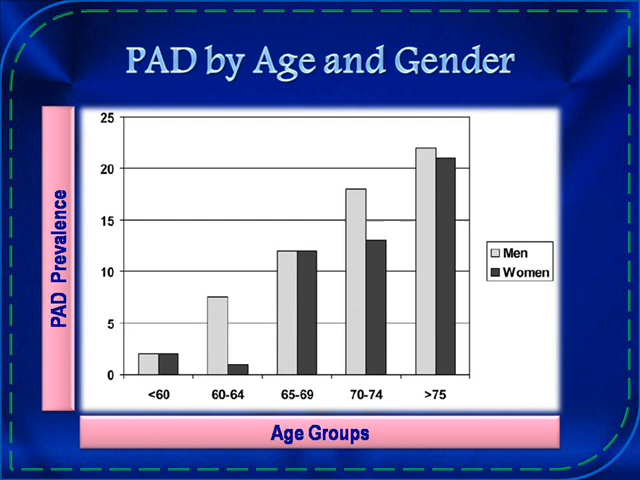 PAD by Age and Gender
PAD Prevalence
25
20
15
10
5
0
<60 60-64 65-69 70-74 >75
Men
Women
Age Groups